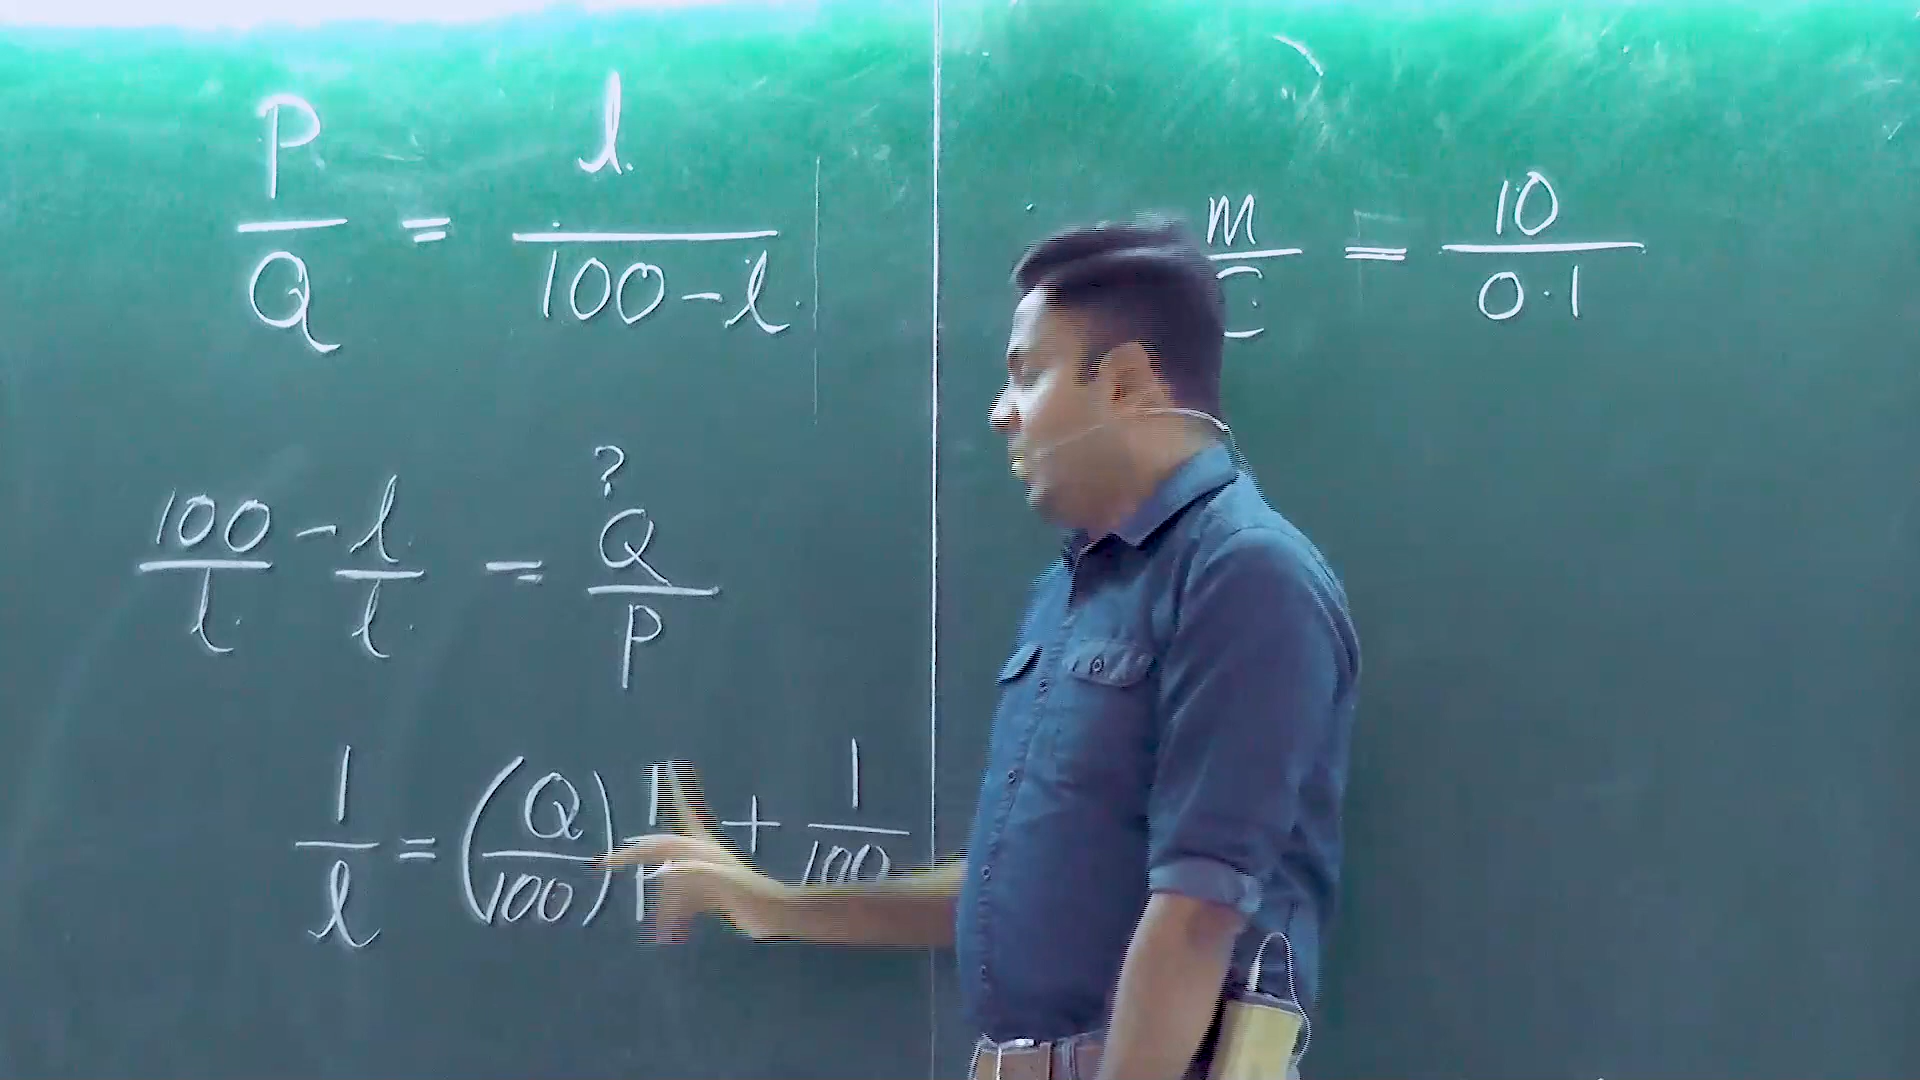 P/Q = l/(100-l)
m/C = 10/0.1
100/l - l/l = Q/P ?
1/l = (Q/100) 1/P + 1/100